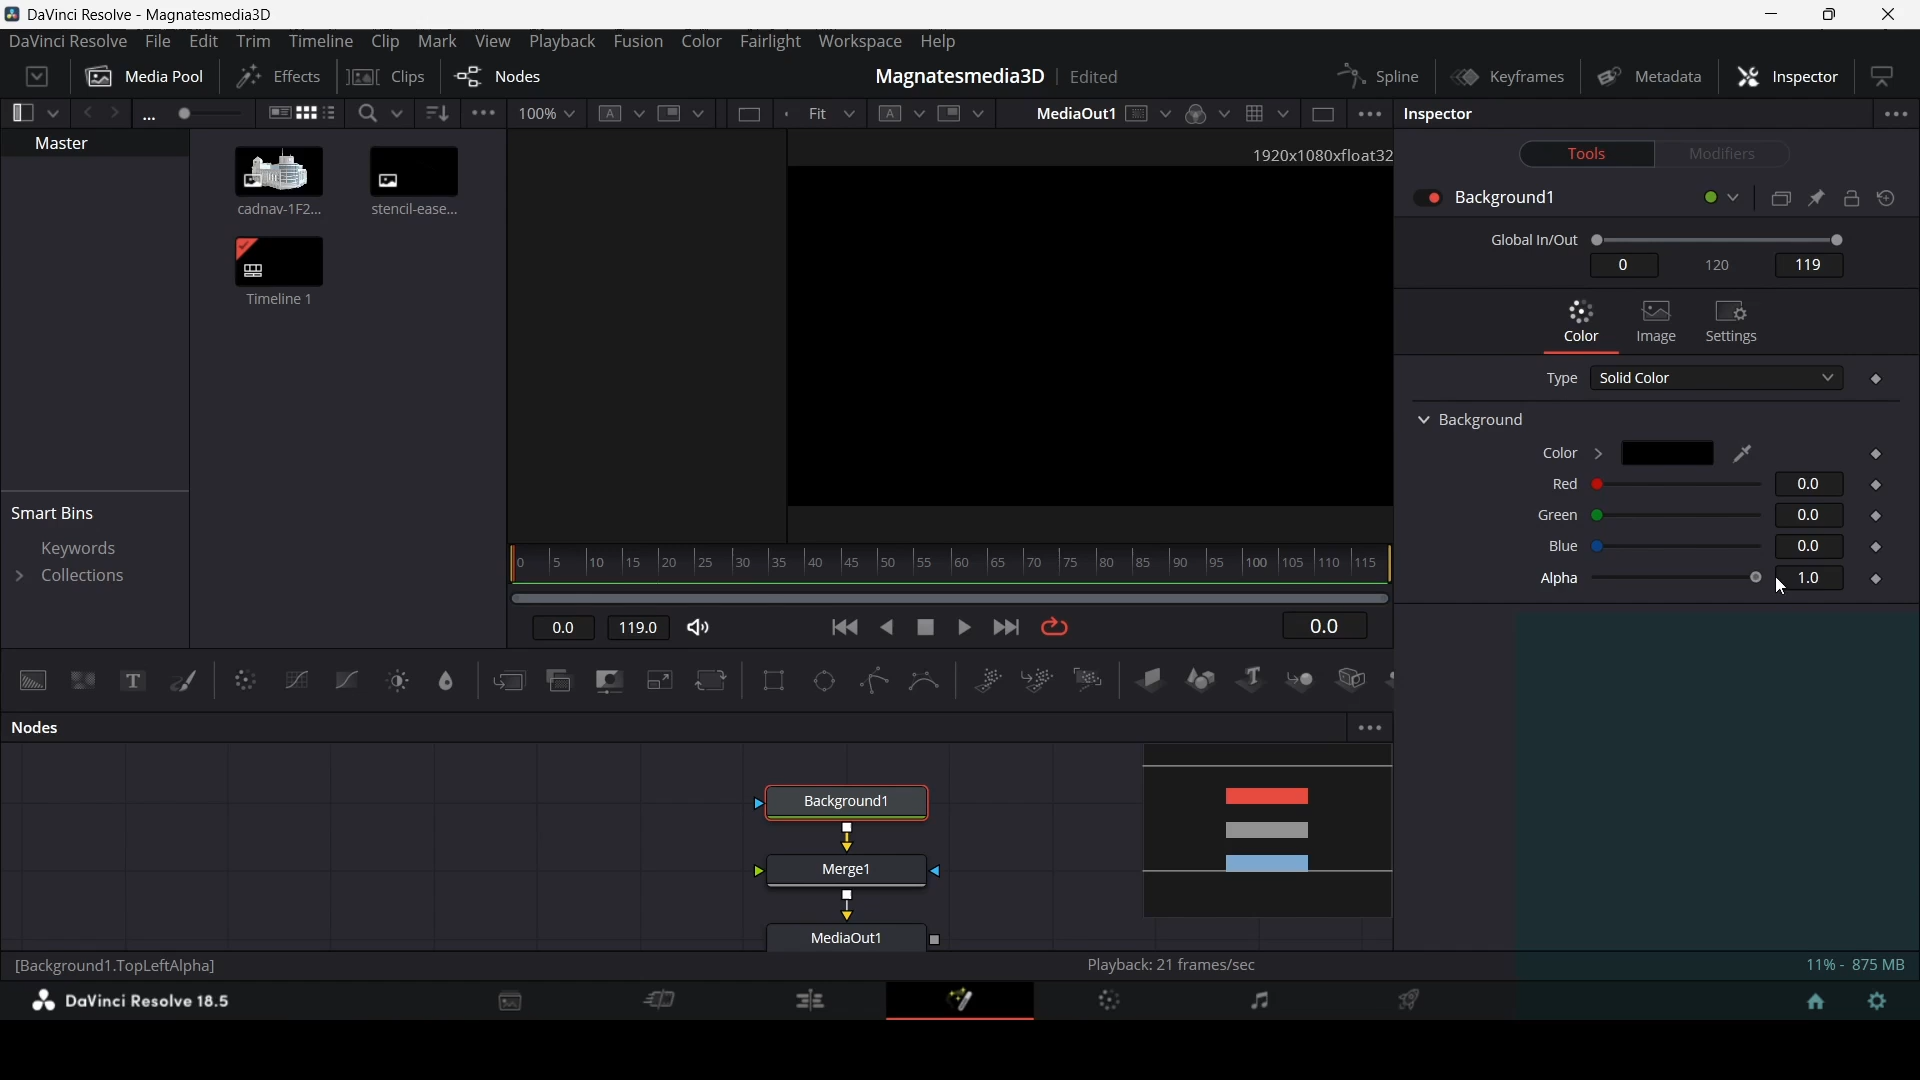 DaVinci Resolve - Magnatesmedia3D
DaVinci Resolve File Edit Trim Timeline Clip Mark View Playback Fusion Color Fairlight Workspace Help
Media Pool Effects Clips Nodes Magnatesmedia3D Edited Spline Keyframes Metadata Inspector
... 100% A Fit A MediaOut1 Inspector
Master
1920x1080xfloat32
Tools Modifiers
cadnav-1F2... stencil-ease...
Background1
Global In/Out
0 120 119
Timeline 1
Color Image Settings
Type Solid Color
Background
Color
Red 0.0
Green 0.0
Blue 0.0
Alpha 1.0
Smart Bins
Keywords
Collections
0 5 10 15 20 25 30 35 40 45 50 55 60 65 70 75 80 85 90 95 100 105 110 115
0.0 119.0 0.0
T T
Nodes
Background1
Merge1
MediaOut1
[Background1.TopLeftAlpha] Playback: 21 frames/sec 11% - 875 MB
DaVinci Resolve 18.5